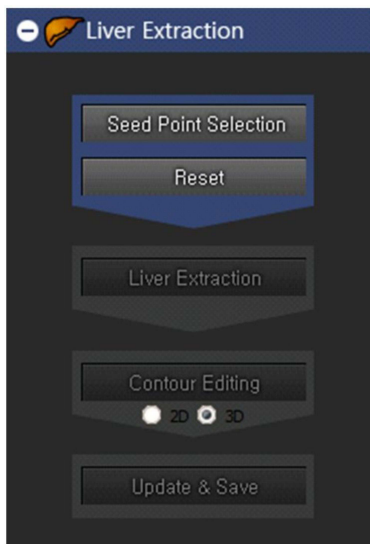 Liver Extraction
Seed Point Selection
Reset
Liver Extraction
Contour Editing
2D 3D
Update & Save